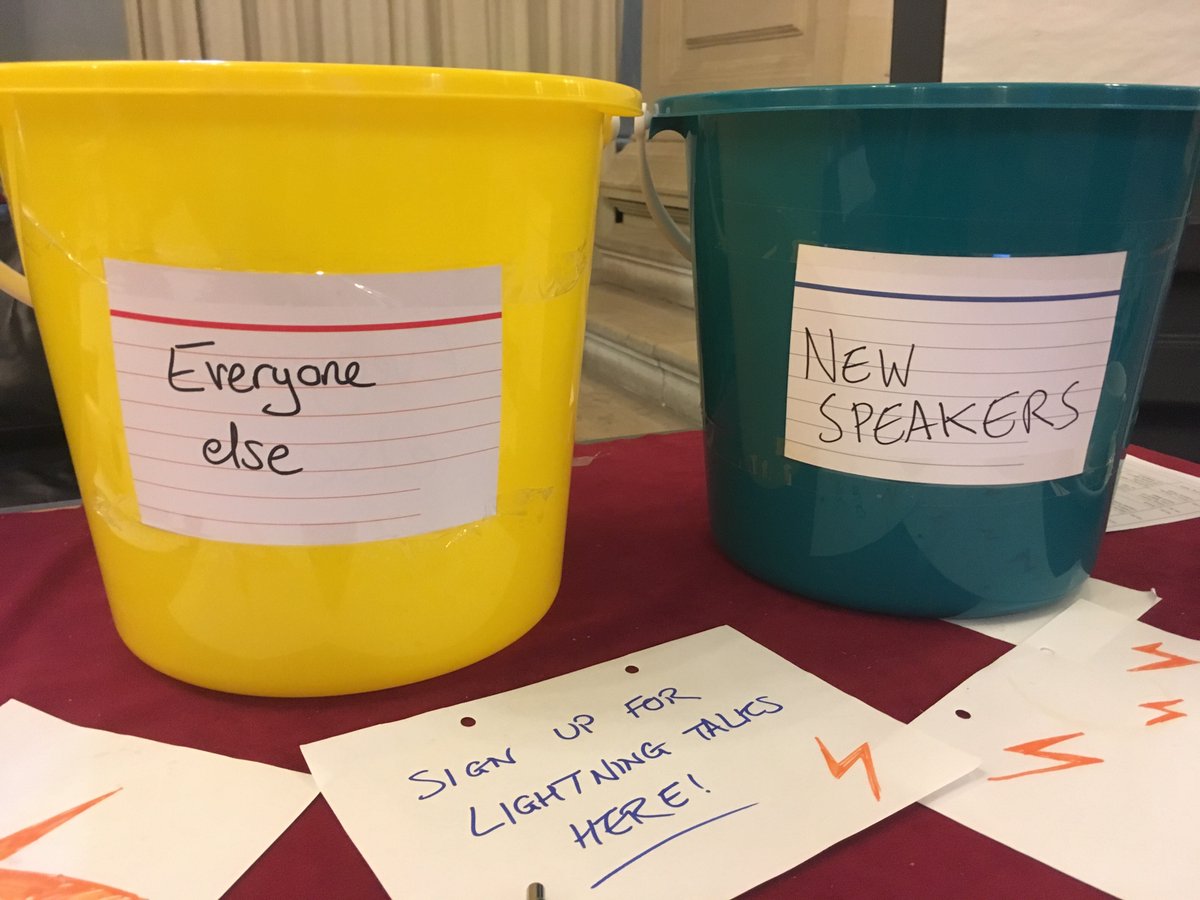 Everyone
else
NEW
SPEAKERS
SIGN UP FOR
LIGHTNING TALKS
HERE!